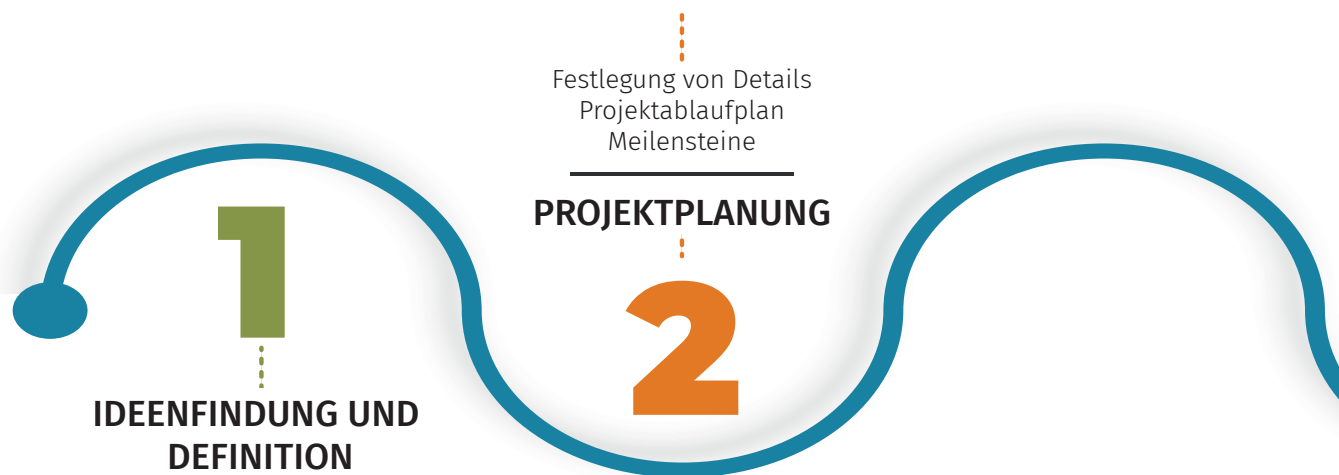 1
IDEENFINDUNG UND
DEFINITION
Festlegung von Details
Projektablaufplan
Meilensteine
PROJEKTPLANUNG
2